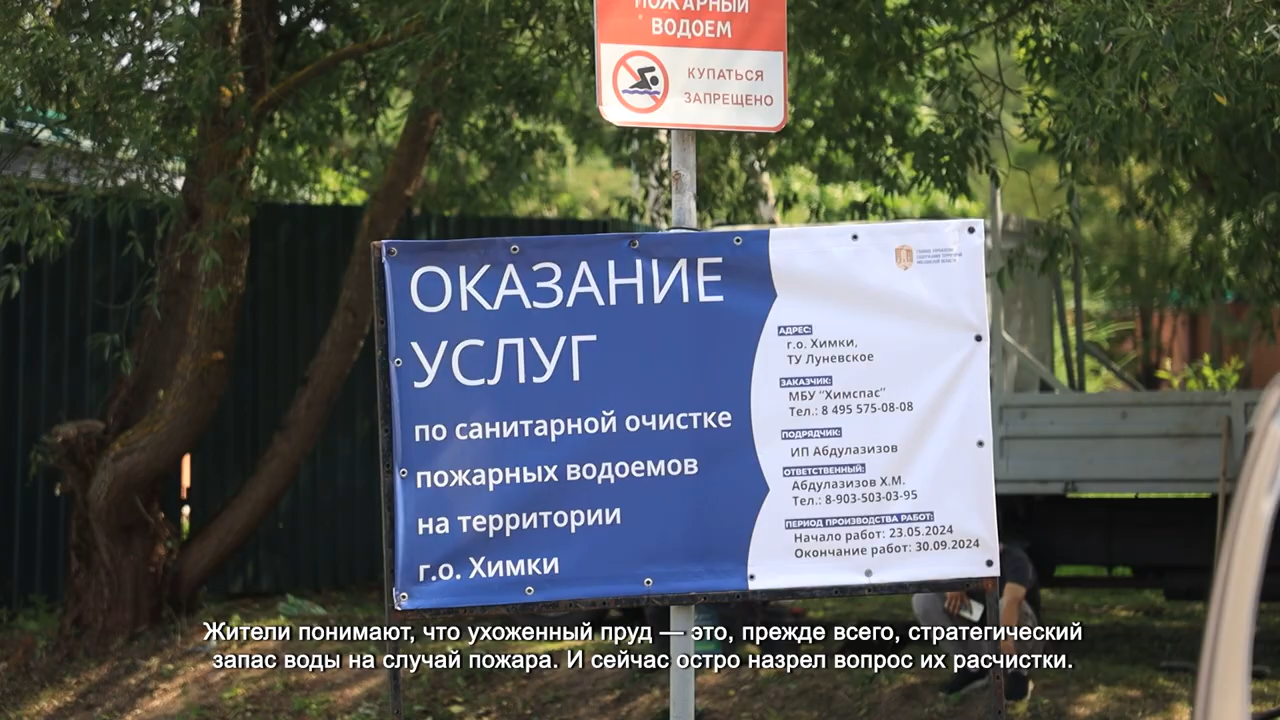 ПОЖАРНЫЙ
ВОДОЕМ
КУПАТЬСЯ
ЗАПРЕЩЕНО
ОКАЗАНИЕ
УСЛУГ
по санитарной очистке
пожарных водоемов
на территории
г.о. Химки
АДРЕС:
г.о. Химки,
ТУ Луневское
ЗАКАЗЧИК:
МБУ "Химспас"
Тел.: 8 495 575-08-08
ПОДРЯДЧИК:
ИП Абдулазизов
ОТВЕТСТВЕННЫЙ:
Абдулазизов Х.М.
Тел.: 8-903-503-03-95
ПЕРИОД ПРОИЗВОДСТВА РАБОТ:
Начало работ: 23.05.2024
Окончание работ: 30.09.2024
Жители понимают, что ухоженный пруд — это, прежде всего, стратегический
запас воды на случай пожара. И сейчас остро назрел вопрос их расчистки.